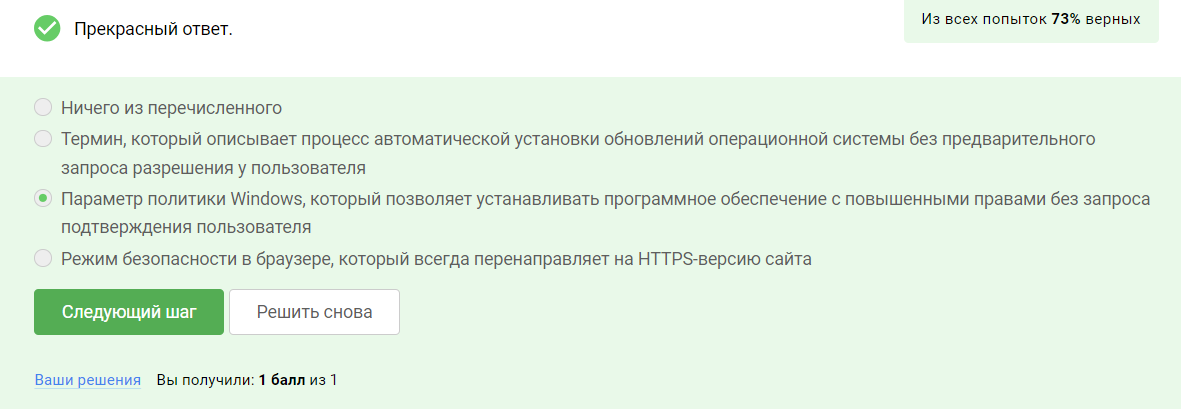 Прекрасный ответ.
Из всех попыток 73% верных
Ничего из перечисленного
Термин, который описывает процесс автоматической установки обновлений операционной системы без предварительного
запроса разрешения у пользователя
Параметр политики Windows, который позволяет устанавливать программное обеспечение с повышенными правами без запроса
подтверждения пользователя
Режим безопасности в браузере, который всегда перенаправляет на HTTPS-версию сайта
Следующий шаг Решить снова
Ваши решения Вы получили: 1 балл из 1